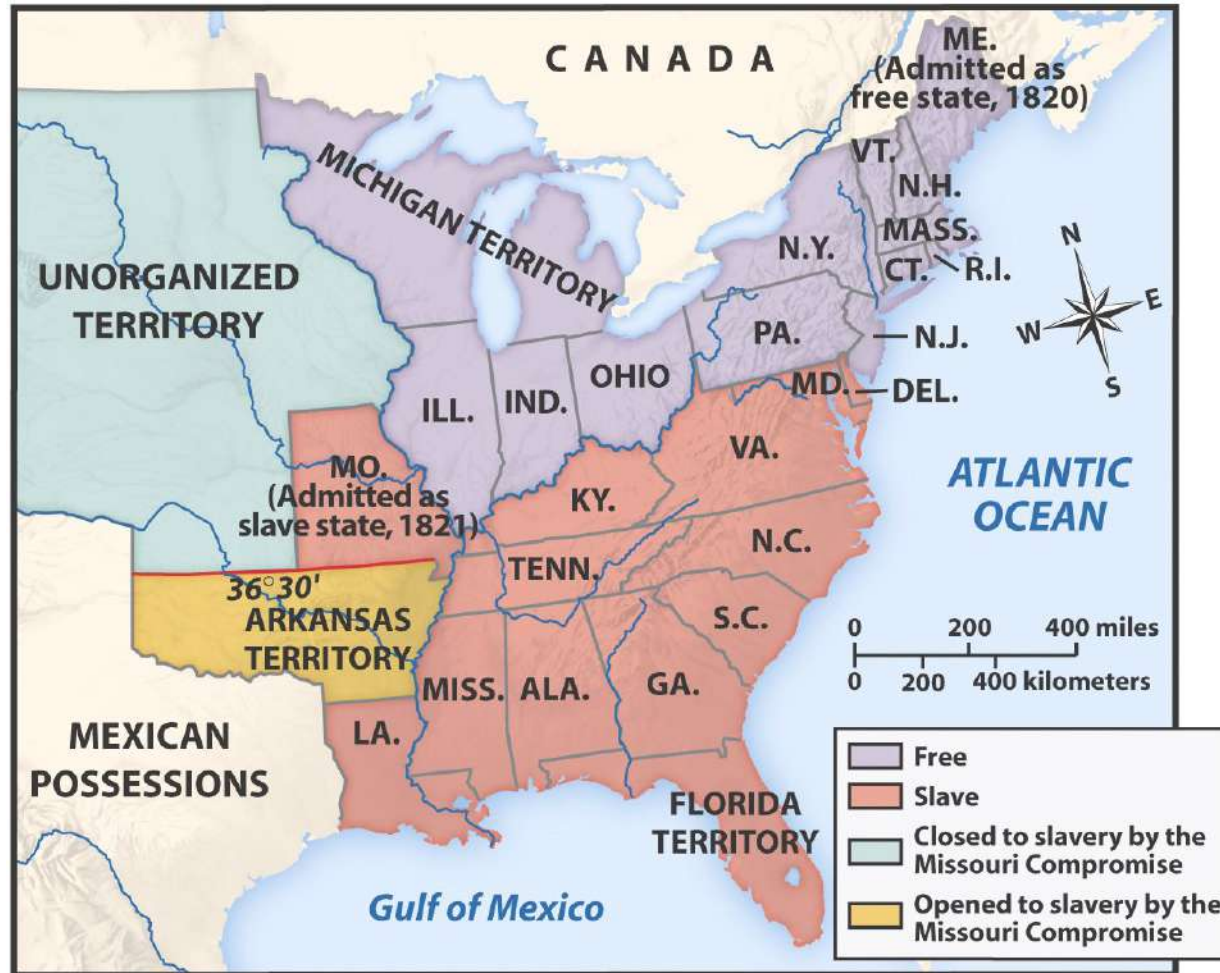 CANADA
ME.
(Admitted as
free state, 1820)
VT.
N.H.
MASS.
CT.
R.I.
N.Y.
MICHIGAN TERRITORY
UNORGANIZED
TERRITORY
PA.
N.J.
OHIO
IND.
ILL.
MD.
DEL.
N
E
W
S
MO.
(Admitted as
slave state, 1821)
KY.
VA.
ATLANTIC
OCEAN
TENN.
N.C.
36°30'
ARKANSAS
TERRITORY
S.C.
MISS.
ALA.
GA.
LA.
0 200 400 miles
0 200 400 kilometers
MEXICAN
POSSESSIONS
FLORIDA
TERRITORY
Gulf of Mexico
Free
Slave
Closed to slavery by the
Missouri Compromise
Opened to slavery by the
Missouri Compromise